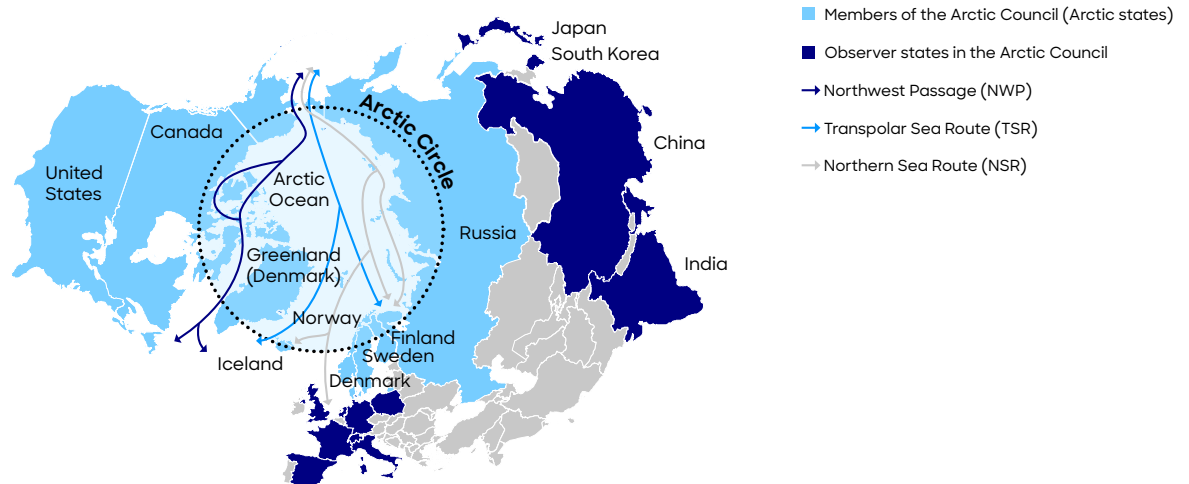 Japan
South Korea
China
India
Russia
Arctic Circle
Canada
United
States
Arctic
Ocean
Greenland
(Denmark)
Norway
Finland
Sweden
Iceland
Denmark
Members of the Arctic Council (Arctic states)
Observer states in the Arctic Council
Northwest Passage (NWP)
Transpolar Sea Route (TSR)
Northern Sea Route (NSR)